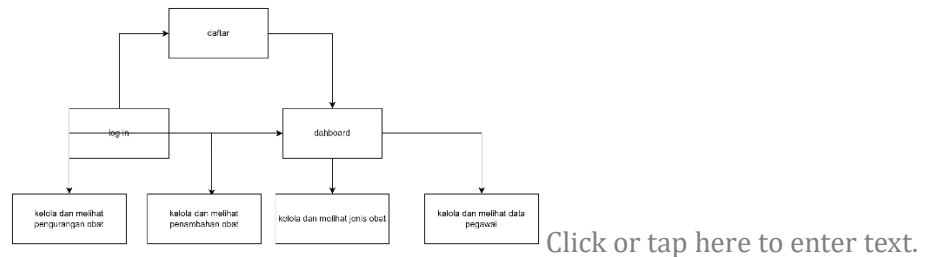 daftar
log in
dahboard
kelola dan melihat
pengurangan obat
kelola dan melihat
penambahan obat
kelola dan melihat jenis obat
kelola dan melihat data
pegawai
Click or tap here to enter text.